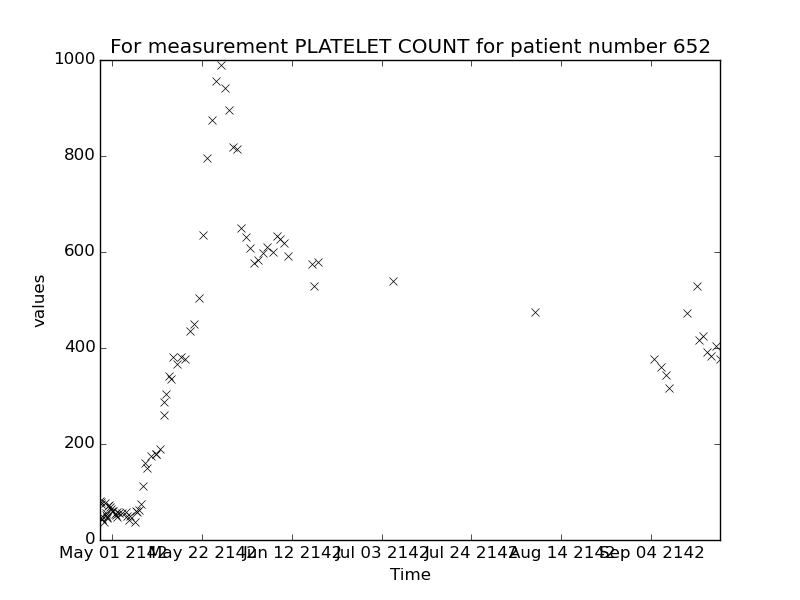 For measurement PLATELET COUNT for patient number 652
1000
800
600
400
200
0
values
May 01 2142 May 22 2142 Jun 12 2142 Jul 03 2142 Jul 24 2142 Aug 14 2142 Sep 04 2142
Time